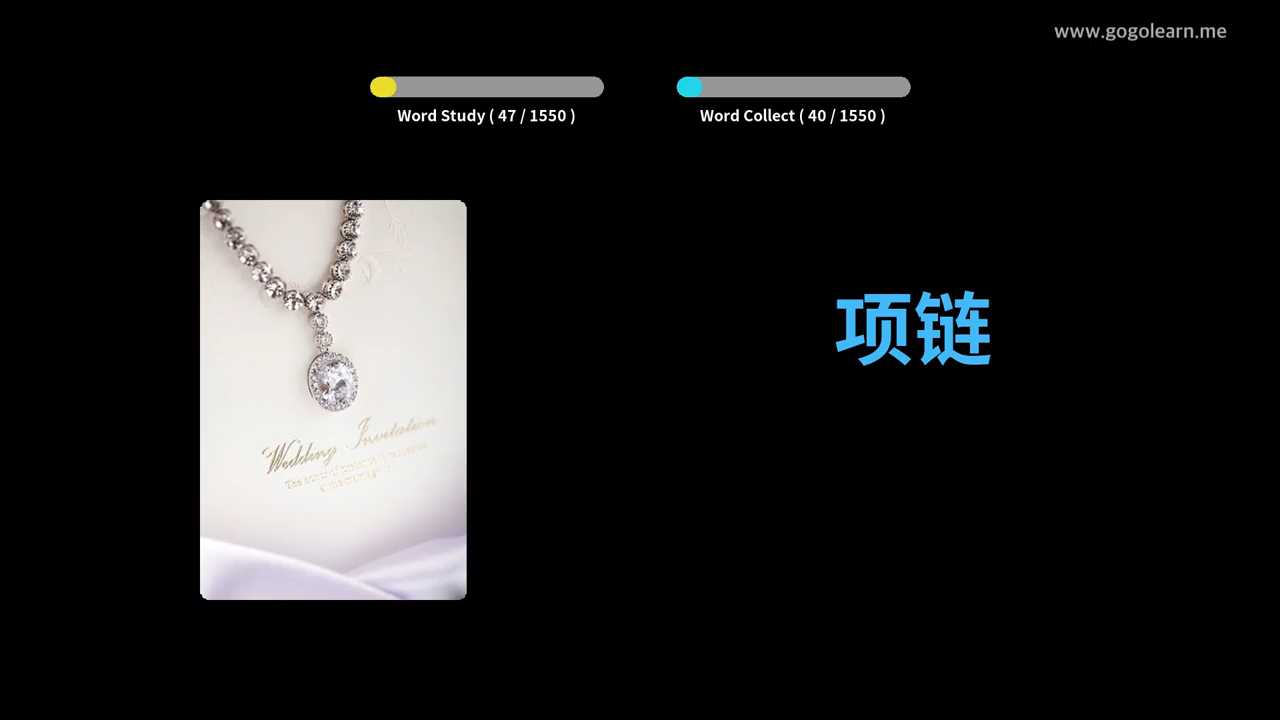 www.gogolearn.me
Word Study ( 47 / 1550 )
Word Collect ( 40 / 1550 )
项链
Wedding Invitation